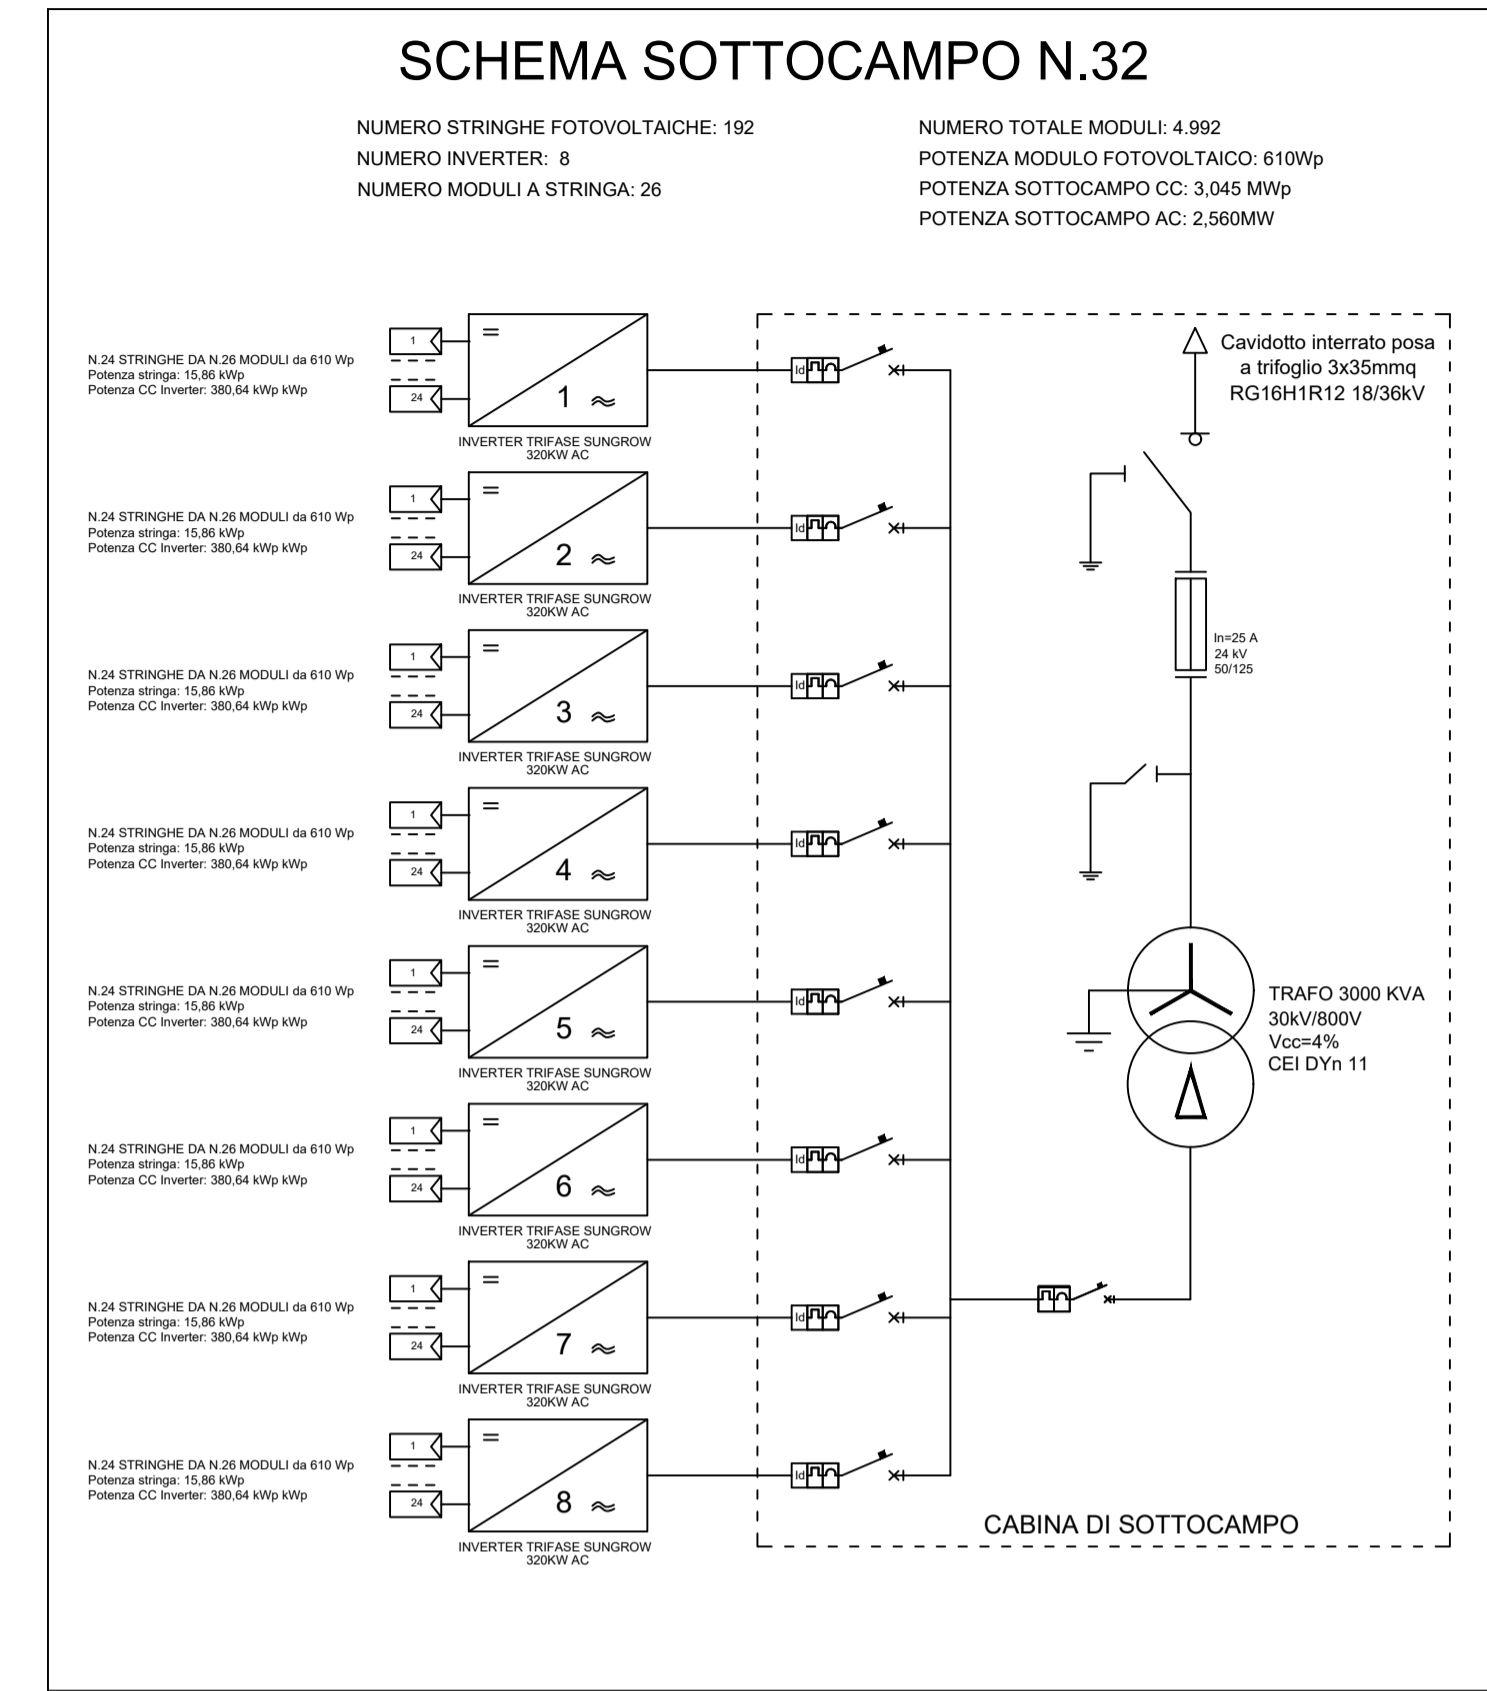 SCHEMA SOTTOCAMPO N.32
NUMERO STRINGHE FOTOVOLTAICHE: 192
NUMERO INVERTER: 8
NUMERO MODULI A STRINGA: 26
NUMERO TOTALE MODULI: 4.992
POTENZA MODULO FOTOVOLTAICO: 610Wp
POTENZA SOTTOCAMPO CC: 3,045 MWp
POTENZA SOTTOCAMPO AC: 2,560MW
N.24 STRINGHE DA N.26 MODULI da 610 Wp
Potenza stringa: 15,86 kWp
Potenza CC Inverter: 380,64 kWp kWp
1
24
=
1 ≈
INVERTER TRIFASE SUNGROW
320KW AC
Id
N.24 STRINGHE DA N.26 MODULI da 610 Wp
Potenza stringa: 15,86 kWp
Potenza CC Inverter: 380,64 kWp kWp
1
24
=
2 ≈
INVERTER TRIFASE SUNGROW
320KW AC
Id
N.24 STRINGHE DA N.26 MODULI da 610 Wp
Potenza stringa: 15,86 kWp
Potenza CC Inverter: 380,64 kWp kWp
1
24
=
3 ≈
INVERTER TRIFASE SUNGROW
320KW AC
Id
N.24 STRINGHE DA N.26 MODULI da 610 Wp
Potenza stringa: 15,86 kWp
Potenza CC Inverter: 380,64 kWp kWp
1
24
=
4 ≈
INVERTER TRIFASE SUNGROW
320KW AC
Id
N.24 STRINGHE DA N.26 MODULI da 610 Wp
Potenza stringa: 15,86 kWp
Potenza CC Inverter: 380,64 kWp kWp
1
24
=
5 ≈
INVERTER TRIFASE SUNGROW
320KW AC
Id
N.24 STRINGHE DA N.26 MODULI da 610 Wp
Potenza stringa: 15,86 kWp
Potenza CC Inverter: 380,64 kWp kWp
1
24
=
6 ≈
INVERTER TRIFASE SUNGROW
320KW AC
Id
N.24 STRINGHE DA N.26 MODULI da 610 Wp
Potenza stringa: 15,86 kWp
Potenza CC Inverter: 380,64 kWp kWp
1
24
=
7 ≈
INVERTER TRIFASE SUNGROW
320KW AC
Id
N.24 STRINGHE DA N.26 MODULI da 610 Wp
Potenza stringa: 15,86 kWp
Potenza CC Inverter: 380,64 kWp kWp
1
24
=
8 ≈
INVERTER TRIFASE SUNGROW
320KW AC
Id
Cavidotto interrato posa
a trifoglio 3x35mmq
RG16H1R12 18/36kV
In=25 A
24 kV
50/125
TRAFO 3000 KVA
30kV/800V
Vcc=4%
CEI DYn 11
CABINA DI SOTTOCAMPO